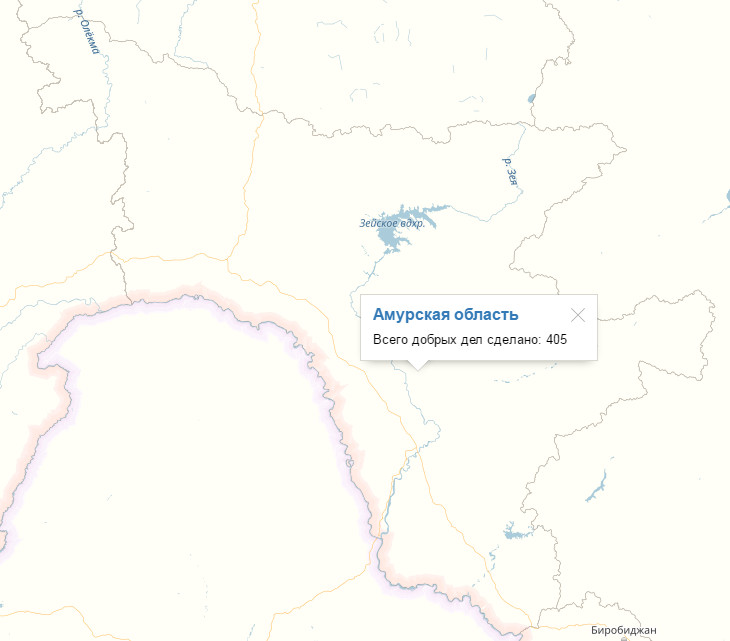 р. Олёкма
р. Зея
Зейское вдхр.
Амурская область
Всего добрых дел сделано: 405
Биробиджан